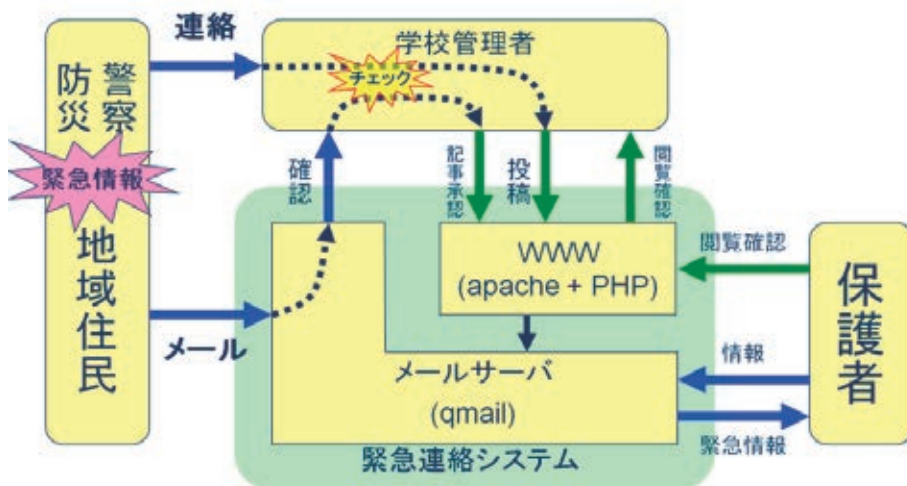 連絡
学校管理者
チェック
防災
警察
緊急情報
地域住民
メール
確認
記事承認
投稿
閲覧確認
WWW
(apache + PHP)
メールサーバ
(qmail)
緊急連絡システム
閲覧確認
情報
緊急情報
保護者